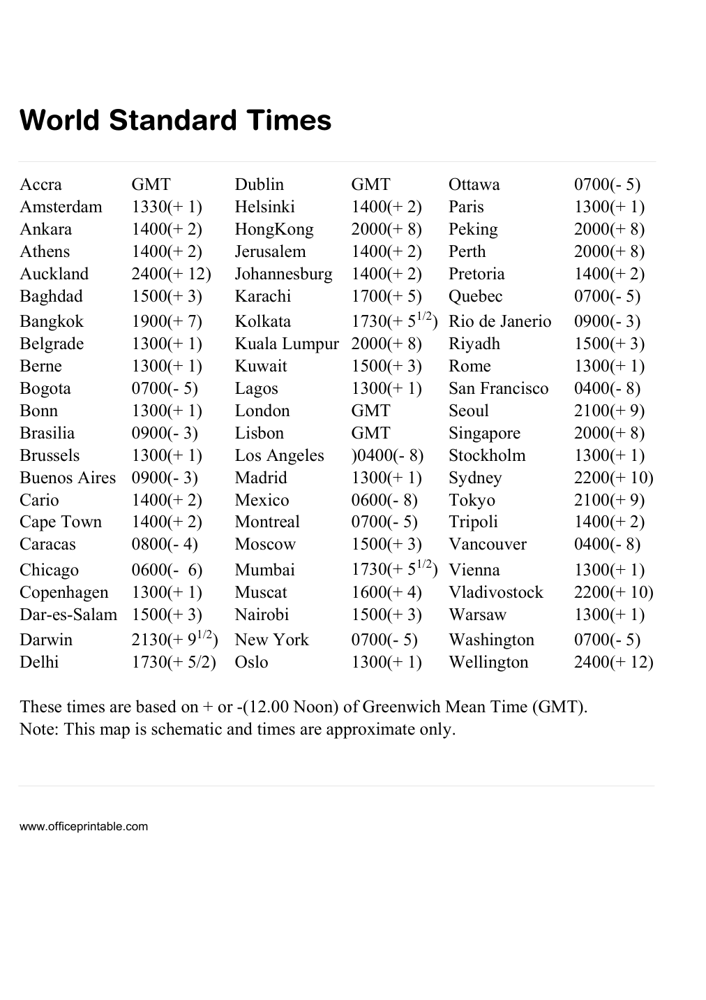 World Standard Times
Accra GMT Dublin GMT Ottawa 0700(- 5)
Amsterdam 1330(+ 1) Helsinki 1400(+ 2) Paris 1300(+ 1)
Ankara 1400(+ 2) HongKong 2000(+ 8) Peking 2000(+ 8)
Athens 1400(+ 2) Jerusalem 1400(+ 2) Perth 2000(+ 8)
Auckland 2400(+ 12) Johannesburg 1400(+ 2) Pretoria 1400(+ 2)
Baghdad 1500(+ 3) Karachi 1700(+ 5) Quebec 0700(- 5)
Bangkok 1900(+ 7) Kolkata 1730(+ 5 1/2) Rio de Janerio 0900(- 3)
Belgrade 1300(+ 1) Kuala Lumpur 2000(+ 8) Riyadh 1500(+ 3)
Berne 1300(+ 1) Kuwait 1500(+ 3) Rome 1300(+ 1)
Bogota 0700(- 5) Lagos 1300(+ 1) San Francisco 0400(- 8)
Bonn 1300(+ 1) London GMT Seoul 2100(+ 9)
Brasilia 0900(- 3) Lisbon GMT Singapore 2000(+ 8)
Brussels 1300(+ 1) Los Angeles )0400(- 8) Stockholm 1300(+ 1)
Buenos Aires 0900(- 3) Madrid 1300(+ 1) Sydney 2200(+ 10)
Cario 1400(+ 2) Mexico 0600(- 8) Tokyo 2100(+ 9)
Cape Town 1400(+ 2) Montreal 0700(- 5) Tripoli 1400(+ 2)
Caracas 0800(- 4) Moscow 1500(+ 3) Vancouver 0400(- 8)
Chicago 0600(- 6) Mumbai 1730(+ 5 1/2) Vienna 1300(+ 1)
Copenhagen 1300(+ 1) Muscat 1600(+ 4) Vladivostock 2200(+ 10)
Dar-es-Salam 1500(+ 3) Nairobi 1500(+ 3) Warsaw 1300(+ 1)
Darwin 2130(+ 9 1/2) New York 0700(- 5) Washington 0700(- 5)
Delhi 1730(+ 5/2) Oslo 1300(+ 1) Wellington 2400(+ 12)
These times are based on + or -(12.00 Noon) of Greenwich Mean Time (GMT).
Note: This map is schematic and times are approximate only.
www.officeprintable.com